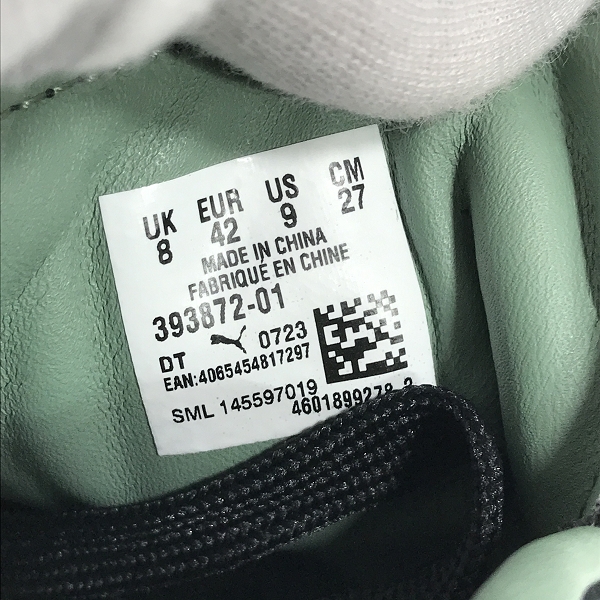 UK EUR US CM
8 42 9 27
MADE IN CHINA
FABRIQUÉ EN CHINE
393872-01
DT 0723
EAN:4065454817297
SML 145597019
4601899278-2